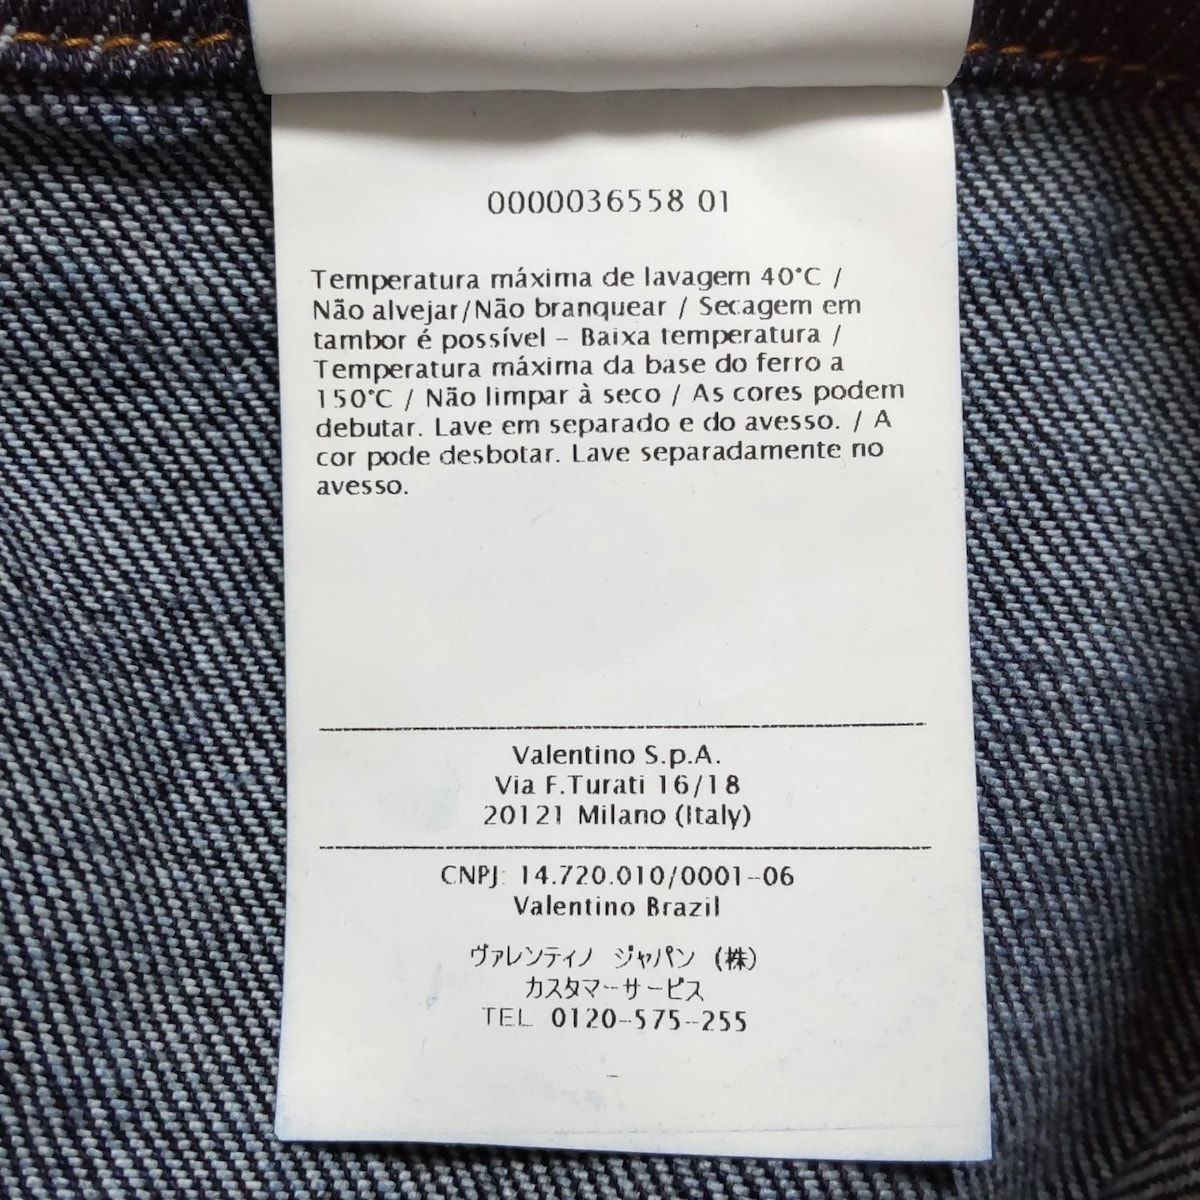 0000036558 01
Temperatura máxima de lavagem 40°C /
Não alvejar/Não branquear / Secagem em
tambor é possível - Baixa temperatura /
Temperatura máxima da base do ferro a
150°C / Não limpar à seco / As cores podem
debutar. Lave em separado e do avesso. / A
cor pode desbotar. Lave separadamente no
avesso.
Valentino S.p.A.
Via F.Turati 16/18
20121 Milano (Italy)
CNPJ: 14.720.010/0001-06
Valentino Brazil
ヴァレンティノ ジャパン (株)
カスタマーサービス
TEL 0120-575-255